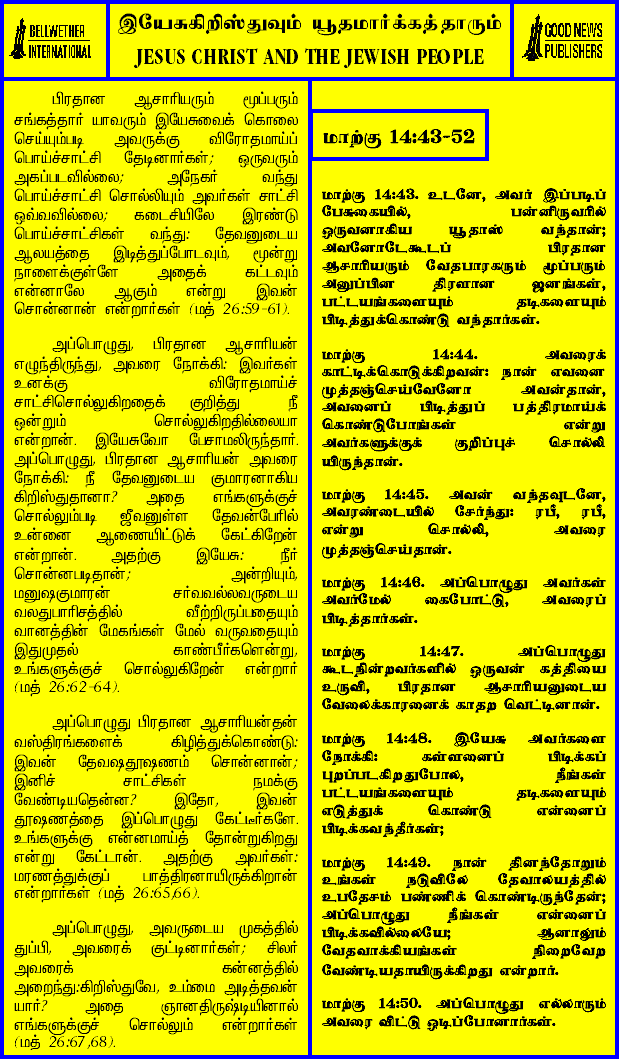 BELLWETHER
INTERNATIONAL
இயேசுகிறிஸ்துவும் யூதமார்க்கத்தாரும்
JESUS CHRIST AND THE JEWISH PEOPLE
GOOD NEWS
PUBLISHERS
பிரதான ஆசாரியரும் மூப்பரும்
சங்கத்தார் யாவரும் இயேசுவைக் கொலை
செய்யும்படி அவருக்கு விரோதமாய்ப்
பொய்ச்சாட்சி தேடினார்கள்; ஒருவரும்
அகப்படவில்லை; அநேகர் வந்து
பொய்ச்சாட்சி சொல்லியும் அவர்கள் சாட்சி
ஒவ்வவில்லை; கடைசியிலே இரண்டு
பொய்ச்சாட்சிகள் வந்து: தேவனுடைய
ஆலயத்தை இடித்துப்போடவும், மூன்று
நாளைக்குள்ளே அதைக் கட்டவும்
என்னாலே ஆகும் என்று இவன்
சொன்னான் என்றார்கள் (மத் 26:59-61).
அப்பொழுது, பிரதான ஆசாரியன்
எழுந்திருந்து, அவரை நோக்கி: இவர்கள்
உனக்கு விரோதமாய்ச்
சாட்சிசொல்லுகிறதைக் குறித்து நீ
ஒன்றும் சொல்லுகிறதில்லையா
என்றான். இயேசுவோ பேசாமலிருந்தார்.
அப்பொழுது, பிரதான ஆசாரியன் அவரை
நோக்கி: நீ தேவனுடைய குமாரனாகிய
கிறிஸ்துதானா? அதை எங்களுக்குச்
சொல்லும்படி ஜீவனுள்ள தேவன்பேரில்
உன்னை ஆணையிட்டுக் கேட்கிறேன்
என்றான். அதற்கு இயேசு: நீர்
சொன்னபடிதான்; அன்றியும்,
மனுஷகுமாரன் சர்வவல்லவருடைய
வலதுபாரிசத்தில் வீற்றிருப்பதையும்
வானத்தின் மேகங்கள் மேல் வருவதையும்
இதுமுதல் காண்பீர்களென்று,
உங்களுக்குச் சொல்லுகிறேன் என்றார்
(மத் 26:62-64).
அப்பொழுது பிரதான ஆசாரியன்தன்
வஸ்திரங்களைக் கிழித்துக்கொண்டு:
இவன் தேவஷதூஷணம் சொன்னான்;
இனிச் சாட்சிகள் நமக்கு
வேண்டியதென்ன? இதோ, இவன்
தூஷணத்தை இப்பொழுது கேட்டீர்களே.
உங்களுக்கு என்னமாய்த் தோன்றுகிறது
என்று கேட்டான். அதற்கு அவர்கள்:
மரணத்துக்குப் பாத்திரனாயிருக்கிறான்
என்றார்கள் (மத் 26:65,66).
அப்பொழுது, அவருடைய முகத்தில்
துப்பி, அவரைக் குட்டினார்கள்; சிலர்
அவரைக் கன்னத்தில்
அறைந்து:கிறிஸ்துவே, உம்மை அடித்தவன்
யார்? அதை ஞானதிருஷ்டியினால்
எங்களுக்குச் சொல்லும் என்றார்கள்
(மத் 26:67,68).
மாற்கு 14:43-52
மாற்கு 14:43. உடனே, அவர் இப்படிப்
பேசுகையில், பன்னிருவரில்
ஒருவனாகிய யூதாஸ் வந்தான்;
அவனோடேகூடப் பிரதான
ஆசாரியரும் வேதபாரகரும் மூப்பரும்
அனுப்பின திரளான ஜனங்கள்,
பட்டயங்களையும் தடிகளையும்
பிடித்துக்கொண்டு வந்தார்கள்.
மாற்கு 14:44. அவரைக்
காட்டிக்கொடுக்கிறவன்: நான் எவனை
முத்தஞ்செய்வேனோ அவன்தான்,
அவனைப் பிடித்துப் பத்திரமாய்க்
கொண்டுபோங்கள் என்று
அவர்களுக்குக் குறிப்புச் சொல்லி
யிருந்தான்.
மாற்கு 14:45. அவன் வந்தவுடனே,
அவரண்டையில் சேர்ந்து: ரபீ, ரபீ,
என்று சொல்லி, அவரை
முத்தஞ்செய்தான்.
மாற்கு 14:46. அப்பொழுது அவர்கள்
அவர்மேல் கைபோட்டு, அவரைப்
பிடித்தார்கள்.
மாற்கு 14:47. அப்பொழுது
கூடநின்றவர்களில் ஒருவன் கத்தியை
உருவி, பிரதான ஆசாரியனுடைய
வேலைக்காரனைக் காதற வெட்டினான்.
மாற்கு 14:48. இயேசு அவர்களை
நோக்கி: கள்ளனைப் பிடிக்கப்
புறப்படகிறதுபோல, நீங்கள்
பட்டயங்களையும் தடிகளையும்
எடுத்துக் கொண்டு என்னைப்
பிடிக்கவந்தீர்கள்;
மாற்கு 14:49. நான் தினந்தோறும்
உங்கள் நடுவிலே தேவாலயத்தில்
உபதேசம் பண்ணிக் கொண்டிருந்தேன்;
அப்பொழுது நீங்கள் என்னைப்
பிடிக்கவில்லையே; ஆனாலும்
வேதவாக்கியங்கள் நிறைவேற
வேண்டியதாயிருக்கிறது என்றார்.
மாற்கு 14:50. அப்பொழுது எல்லாரும்
அவரை விட்டு ஓடிப்போனார்கள்.